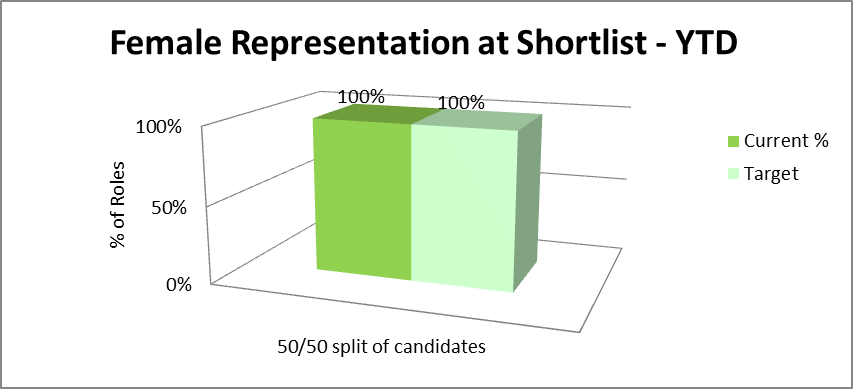 Female Representation at Shortlist - YTD
100%
100%
100%
50%
0%
% of Roles
50/50 split of candidates
Current %
Target